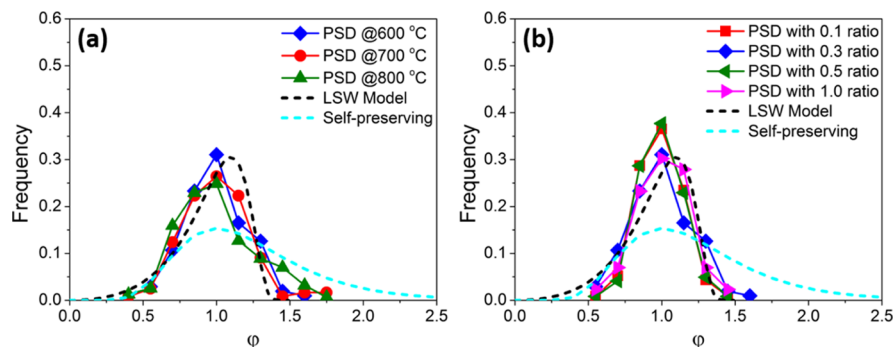 (a)
PSD @600 °C
PSD @700 °C
PSD @800 °C
LSW Model
Self-preserving
Frequency
0.6
0.5
0.4
0.3
0.2
0.1
0.0
0.0 0.5 1.0 1.5 2.0 2.5
φ
(b)
PSD with 0.1 ratio
PSD with 0.3 ratio
PSD with 0.5 ratio
PSD with 1.0 ratio
LSW Model
Self-preserving
Frequency
0.6
0.5
0.4
0.3
0.2
0.1
0.0
0.0 0.5 1.0 1.5 2.0 2.5
φ